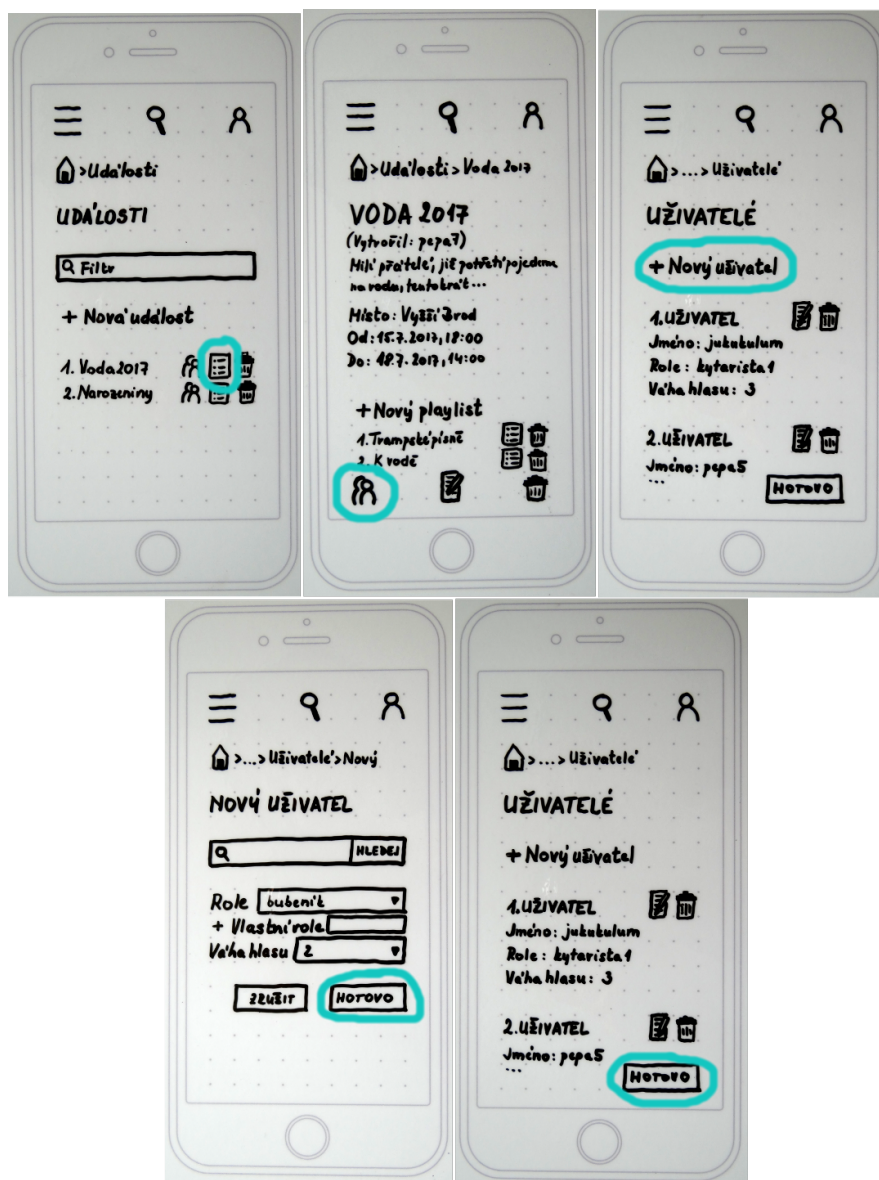 >Události
UDÁLOSTI
Filtr
+ Nová událost
1. Voda2017
2. Narozeniny
>Události>Voda 2017
VODA 2017
(Vytvořil: pepa7)
Milí přátelé, již potřetí pojedeme
na vodu, tentokrát...
Místo: Vyšší Brod
Od: 15.7.2017, 18:00
Do: 18.7.2017, 14:00
+Nový playlist
1. Trampské písně
2. K vodě
>...> Uživatelé
UŽIVATELÉ
+ Nový uživatel
1. UŽIVATEL
Jméno: jukukulum
Role: kytarista1
Váha hlasu: 3
2. UŽIVATEL
Jméno: pepa5
...
HOTOVO
>...> Uživatelé>Nový
NOVÝ UŽIVATEL
HLEDEJ
Role bubeník
+ Vlastní role
Váha hlasu 2
ZRUŠIT HOTOVO
>...> Uživatelé
UŽIVATELÉ
+ Nový uživatel
1. UŽIVATEL
Jméno: jukukulum
Role: kytarista1
Váha hlasu: 3
2. UŽIVATEL
Jméno: pepa5
...
HOTOVO